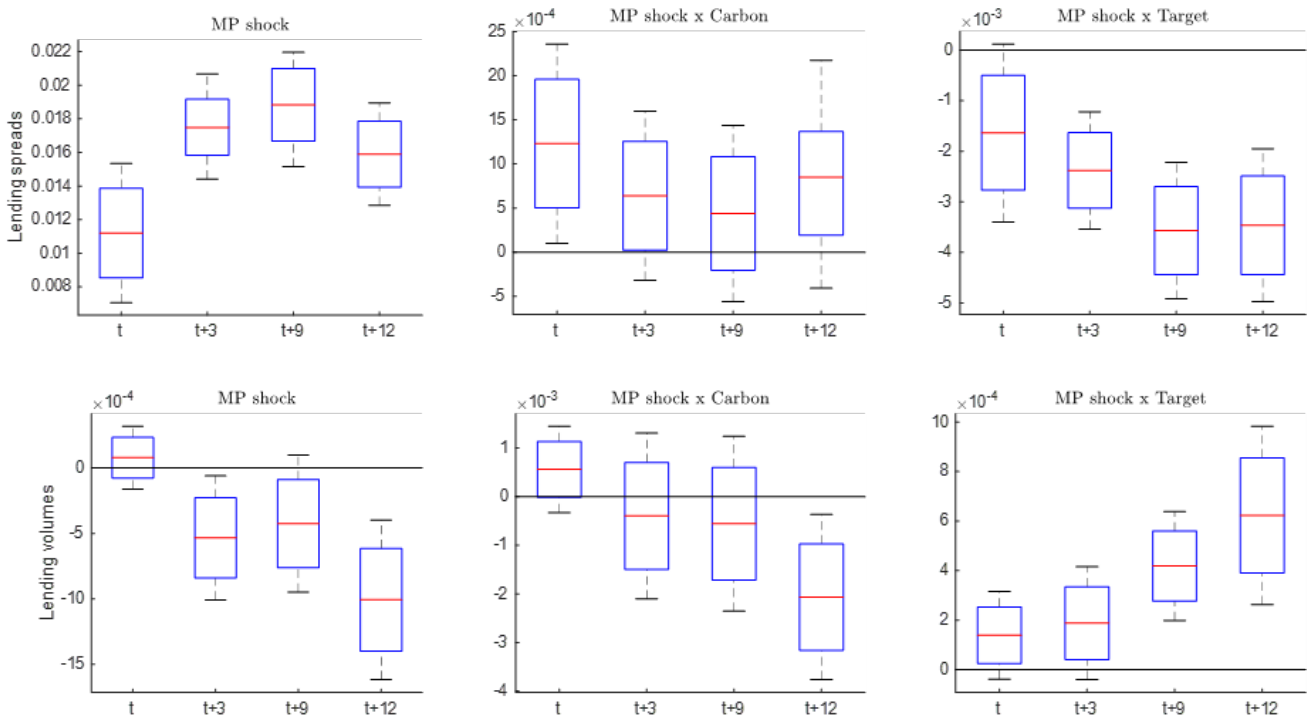 MP shock
MP shock x Carbon
MP shock x Target
Lending spreads
0.022
0.02
0.018
0.016
0.014
0.012
0.01
0.008
t
t+3
t+9
t+12
×10-4
25
20
15
10
5
0
-5
t
t+3
t+9
t+12
×10-3
0
-1
-2
-3
-4
-5
t
t+3
t+9
t+12
MP shock
MP shock x Carbon
MP shock x Target
Lending volumes
×10-4
0
-5
-10
-15
t
t+3
t+9
t+12
×10-3
1
0
-1
-2
-3
-4
t
t+3
t+9
t+12
×10-4
10
8
6
4
2
0
t
t+3
t+9
t+12